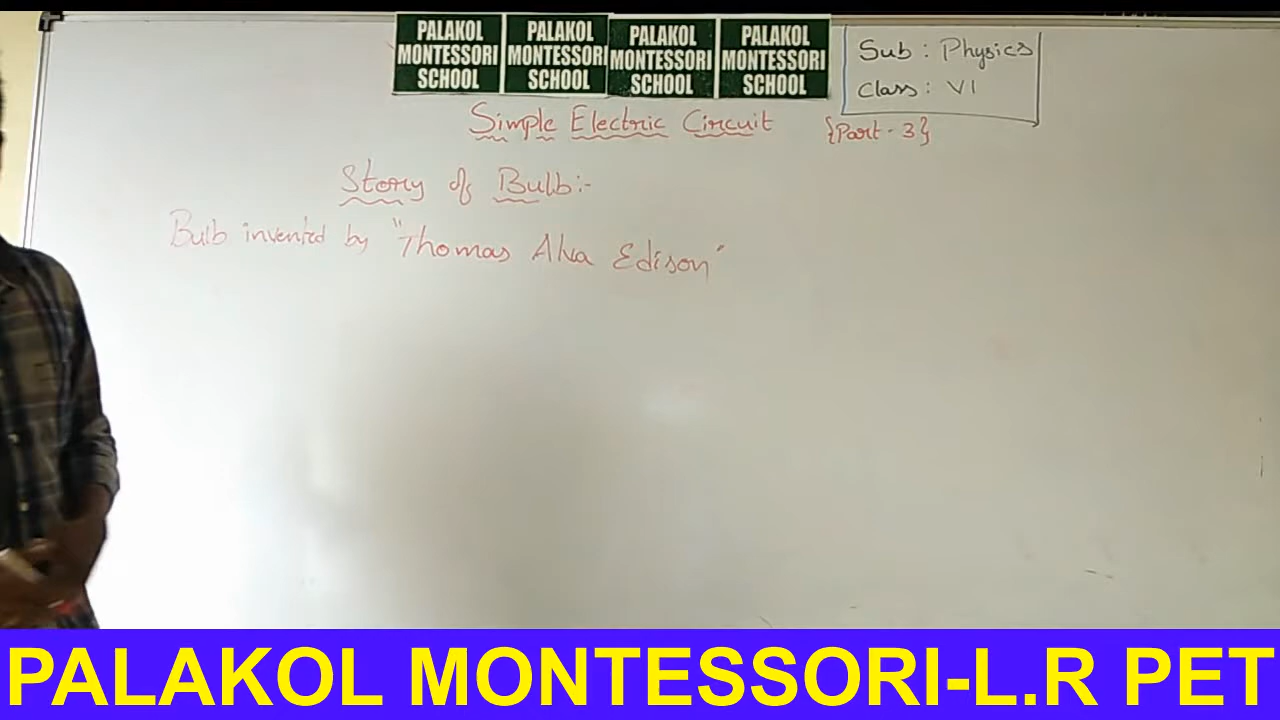 PALAKOL MONTESSORI SCHOOL
PALAKOL MONTESSORI SCHOOL
PALAKOL MONTESSORI SCHOOL
PALAKOL MONTESSORI SCHOOL
Sub : Physics
Class : VI
Simple Electric Circuit {Part - 3}
Story of Bulb:-
Bulb invented by "Thomas Alva Edison"
PALAKOL MONTESSORI-L.R PET